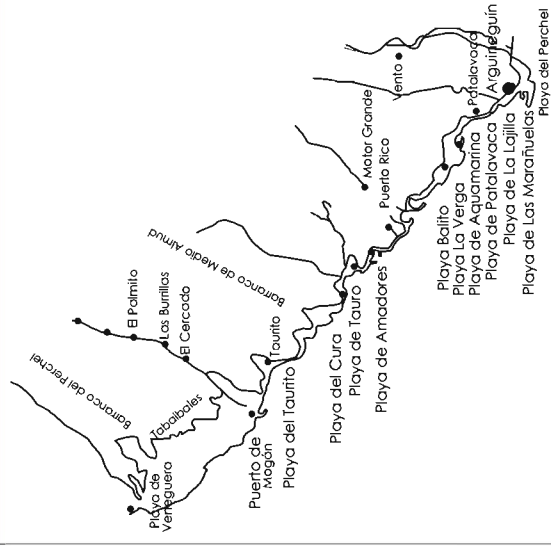 Playa del Perchel
Arguineguín
Patalavaca
Vento
Motor Grande
Puerto Rico
Playa Balito
Playa La Verga
Playa de Aquamarina
Playa de Patalavaca
Playa de La Lajilla
Playa de Las Marañuelas
Barranco de Medio Almud
El Palmito
Las Burrillas
El Cercado
Barranco del Perchel
Tabaibales
Taurito
Playa del Cura
Playa de Tauro
Playa de Amadores
Puerto de
Mogán
Playa del Taurito
Playa de
Veneguero